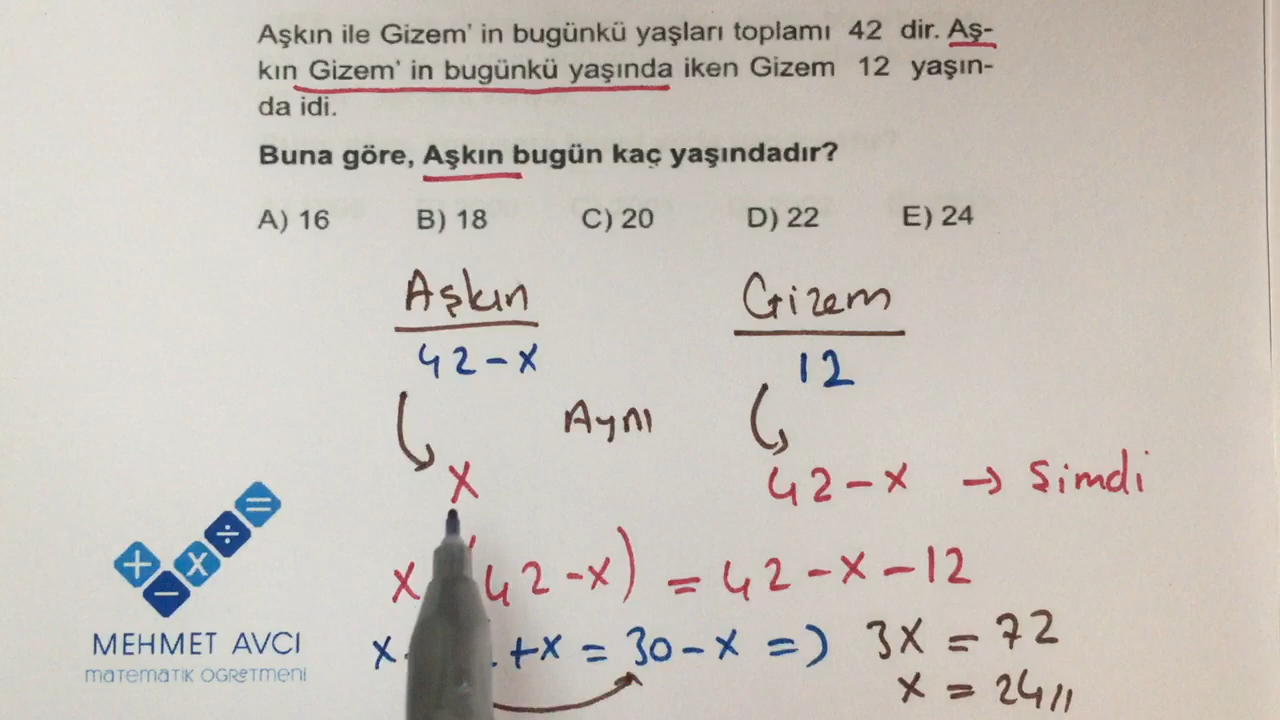 Aşkın ile Gizem' in bugünkü yaşları toplamı 42 dir. Aş-
kın Gizem' in bugünkü yaşında iken Gizem 12 yaşın-
da idi.
Buna göre, Aşkın bugün kaç yaşındadır?
A) 16 B) 18 C) 20 D) 22 E) 24
Aşkın Gizem
42-x 12
Aynı
x 42-x → Şimdi
x (42-x) = 42-x-12
x +x = 30-x => 3x = 72
x = 24//
+ - x ÷ =
MEHMET AVCI
matematik öğretmeni